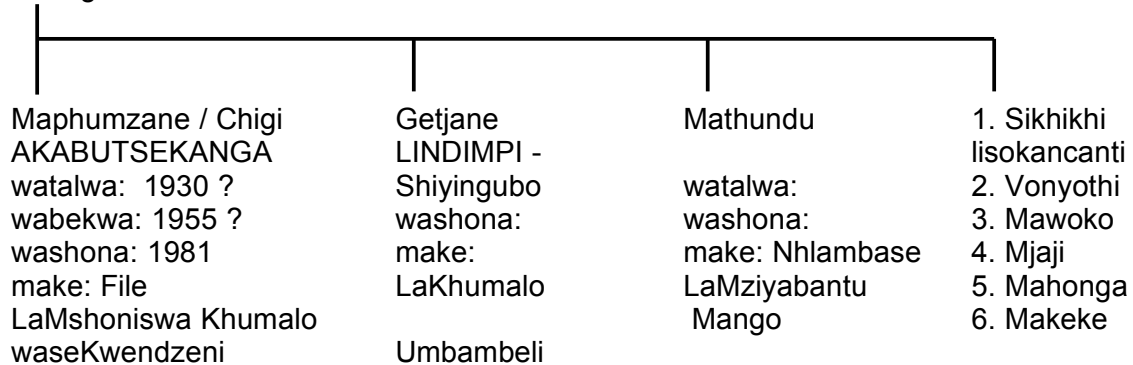 Maphumzane / Chigi
AKABUTSEKANGA
watalwa: 1930 ?
wabekwa: 1955 ?
washona: 1981
make: File
LaMshoniswa Khumalo
waseKwendzeni
Getjane
LINDIMPI -
Shiyingubo
washona:
make:
LaKhumalo
Umbambeli
Mathundu
watalwa:
washona:
make: Nhlambase
LaMziyabantu
Mango
1. Sikhikhi
lisokancanti
2. Vonyothi
3. Mawoko
4. Mjaji
5. Mahonga
6. Makeke